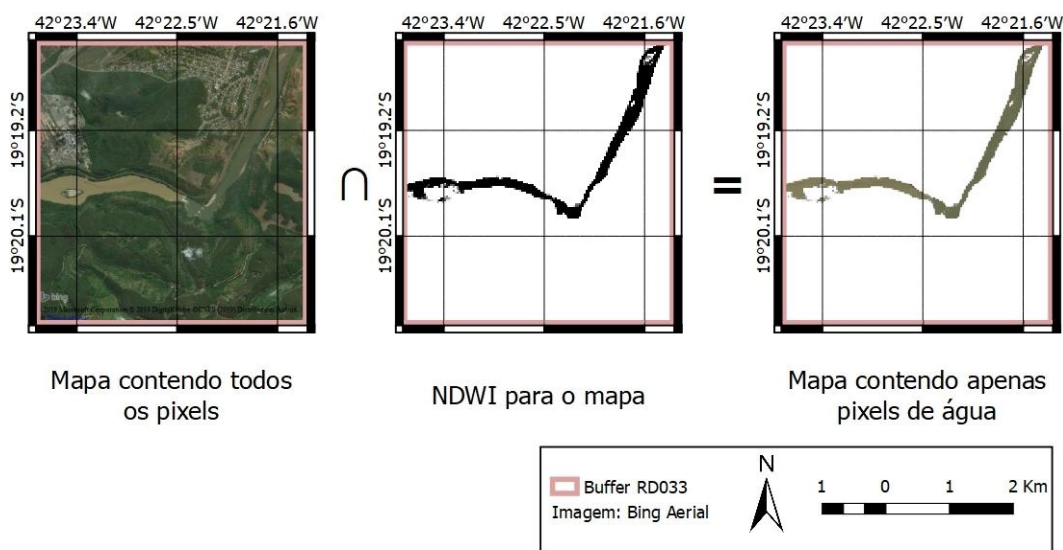 42°23.4'W 42°22.5'W 42°21.6'W
42°23.4'W 42°22.5'W 42°21.6'W
42°23.4'W 42°22.5'W 42°21.6'W
19°19.2'S
19°20.1'S
19°19.2'S
19°20.1'S
19°19.2'S
19°20.1'S
∩
=
bing
Mapa contendo todos
os pixels
NDWI para o mapa
Mapa contendo apenas
pixels de água
Buffer RD033
Imagem: Bing Aerial
N
1 0 1 2 Km